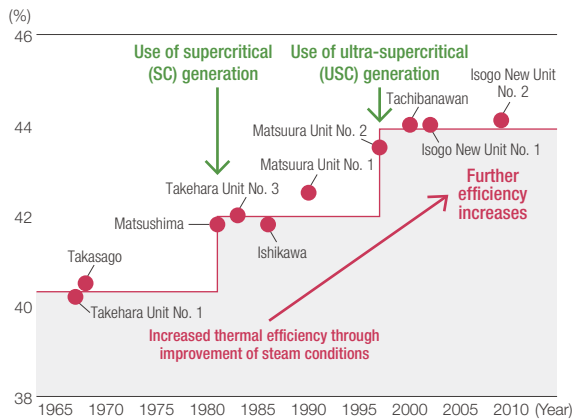 (%)
46
44
42
40
38
Use of supercritical
(SC) generation
Use of ultra-supercritical
(USC) generation
Isogo New Unit
No. 2
Tachibanawan
Matsuura Unit No. 2
Isogo New Unit No. 1
Matsuura Unit No. 1
Further
efficiency
increases
Takehara Unit No. 3
Matsushima
Ishikawa
Takasago
Takehara Unit No. 1
Increased thermal efficiency through
improvement of steam conditions
1965 1970 1975 1980 1985 1990 1995 2000 2005 2010 (Year)